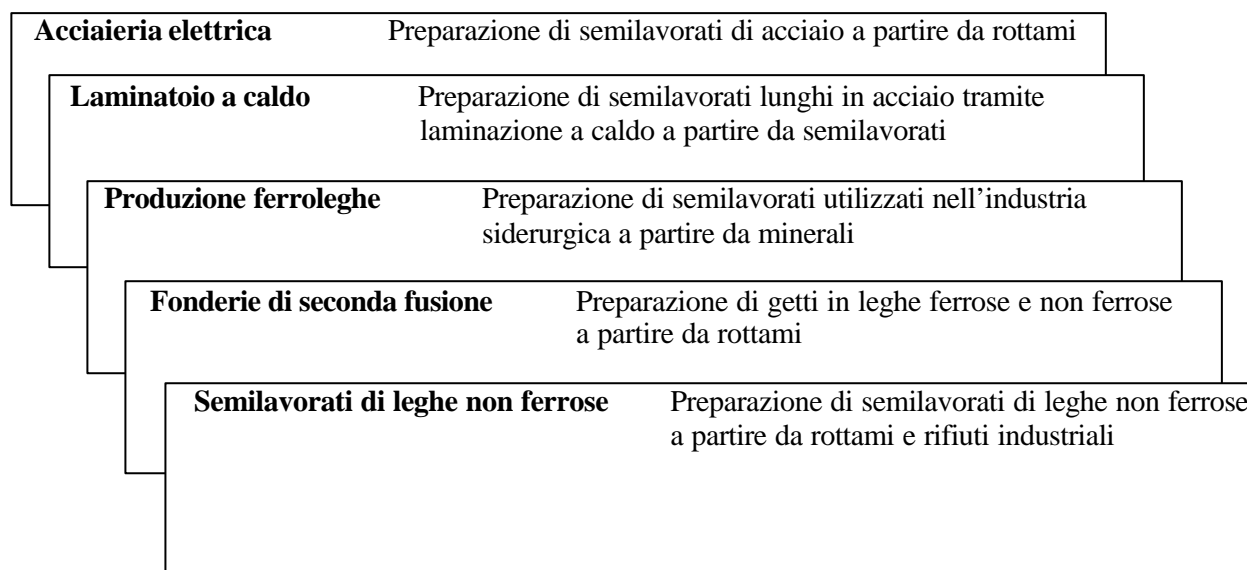 Acciaieria elettrica Preparazione di semilavorati di acciaio a partire da rottami
Laminatoio a caldo Preparazione di semilavorati lunghi in acciaio tramite
laminazione a caldo a partire da semilavorati
Produzione ferroleghe Preparazione di semilavorati utilizzati nell'industria
siderurgica a partire da minerali
Fonderie di seconda fusione Preparazione di getti in leghe ferrose e non ferrose
a partire da rottami
Semilavorati di leghe non ferrose Preparazione di semilavorati di leghe non ferrose
a partire da rottami e rifiuti industriali